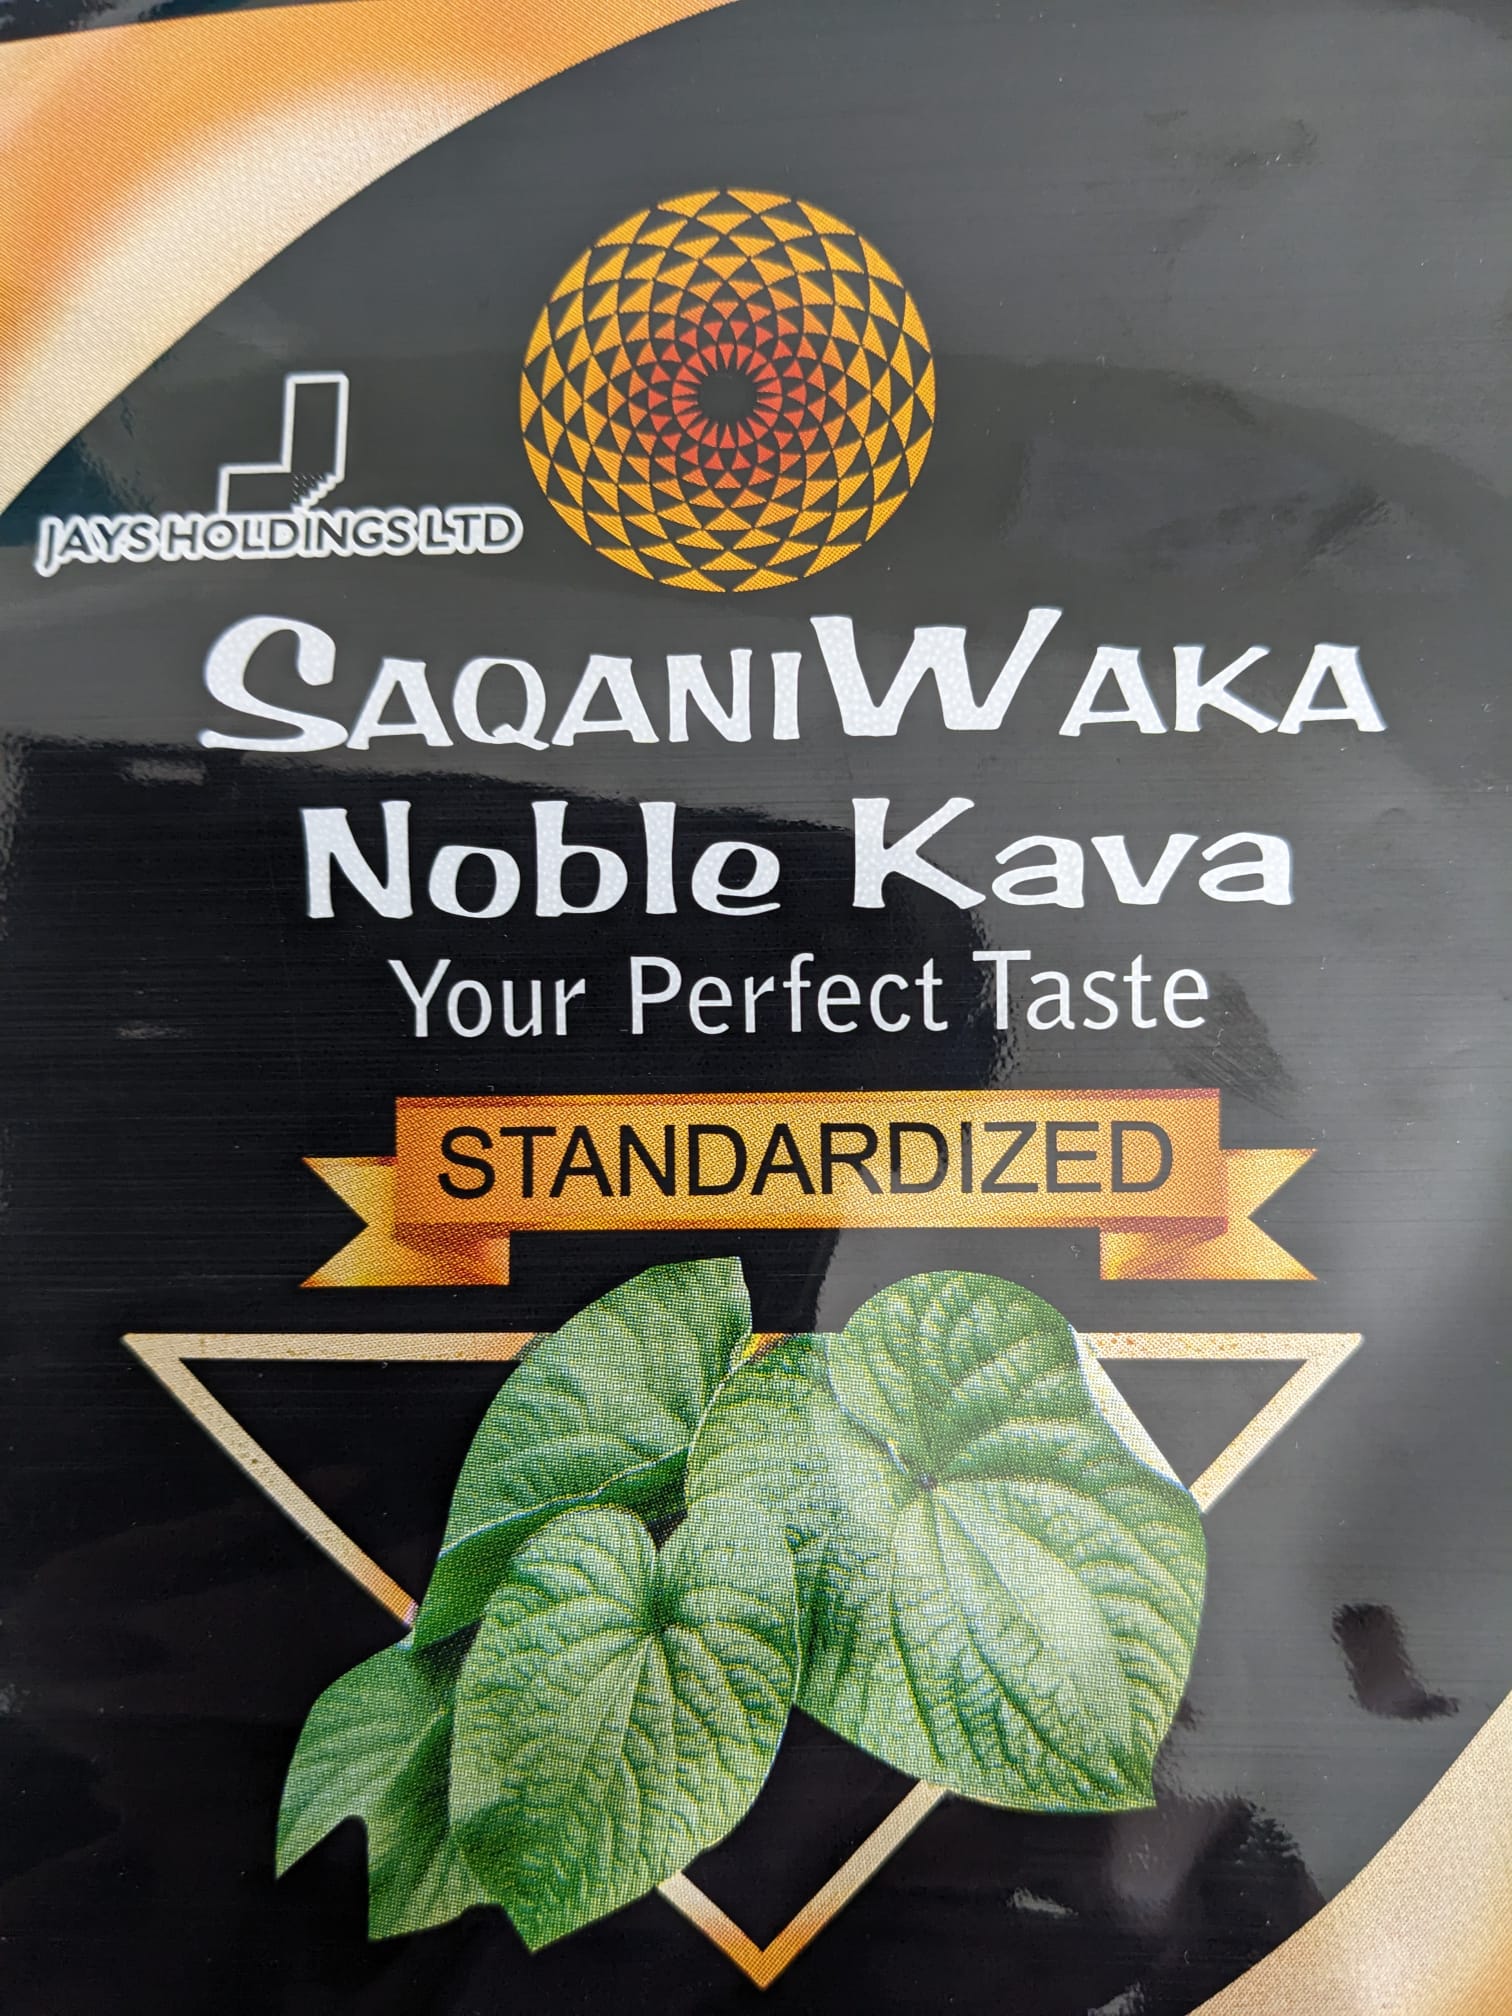 JAYS HOLDINGS LTD
SAQANIWAKA
Noble Kava
Your Perfect Taste
STANDARDIZED